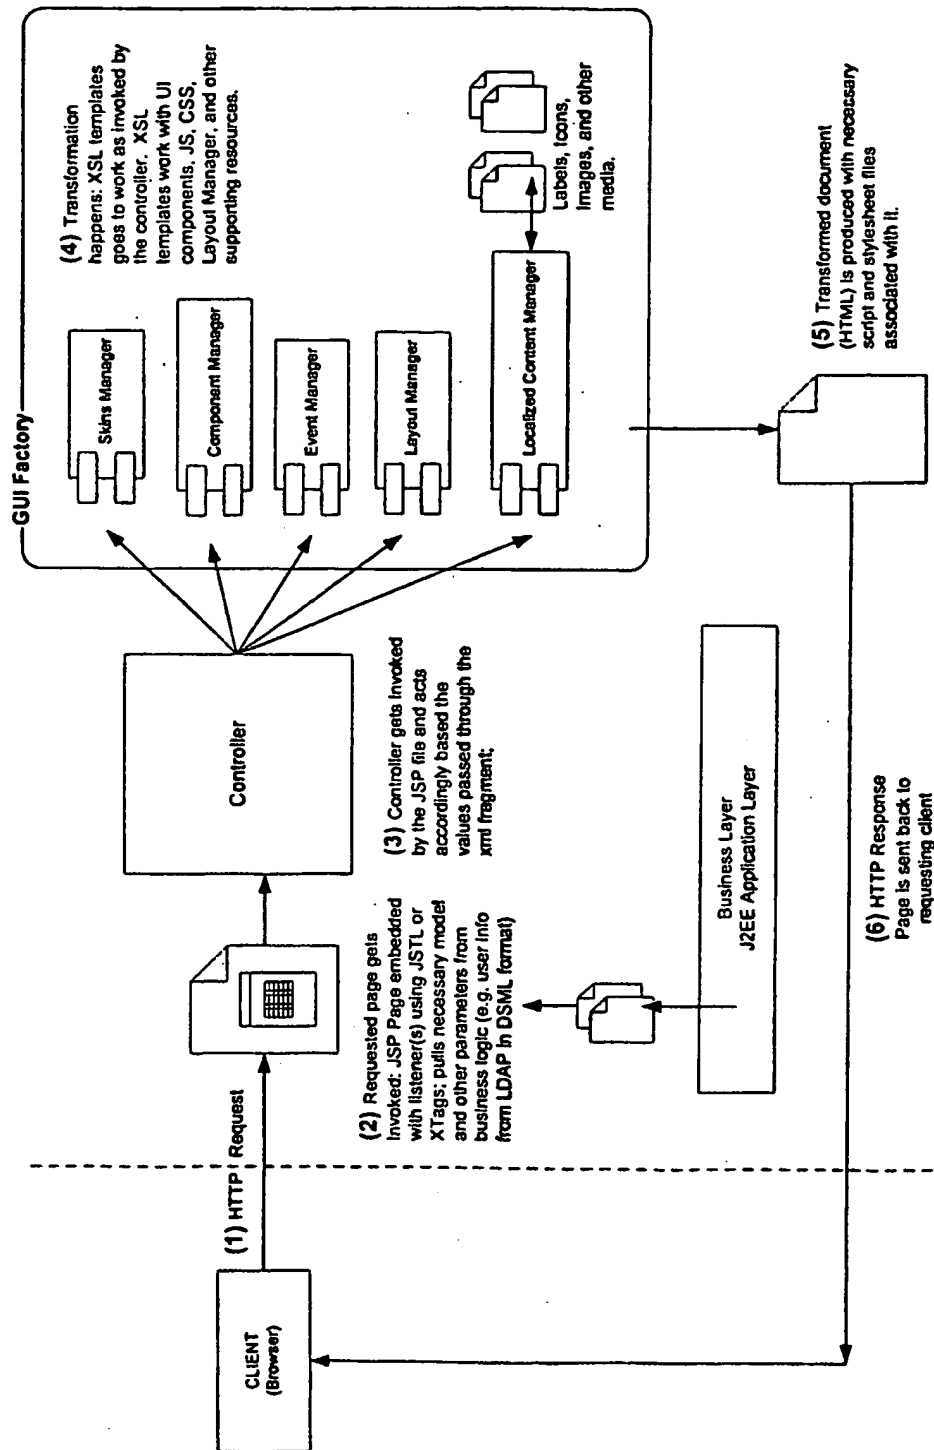 CLIENT
(Browser)
(1) HTTP Request
(2) Requested page gets
Invoked: JSP Page embedded
with listener(s) using JSTL or
XTags; pulls necessary model
and other parameters from
business logic (e.g. user info
from LDAP in DSML format)
Business Layer
J2EE Application Layer
Controller
(3) Controller gets Invoked
by the JSP file and acts
accordingly based the
values passed through the
xml fragment;
GUI Factory
Skins Manager
Component Manager
Event Manager
Layout Manager
Localized Content Manager
(4) Transformation
happens: XSL templates
goes to work as invoked by
the controller. XSL
templates work with UI
components, JS, CSS,
Layout Manager, and other
supporting resources.
Labels, Icons,
Images, and other
media.
(5) Transformed document
(HTML) is produced with necessary
script and stylesheet files
associated with it.
(6) HTTP Response
Page is sent back to
requesting client